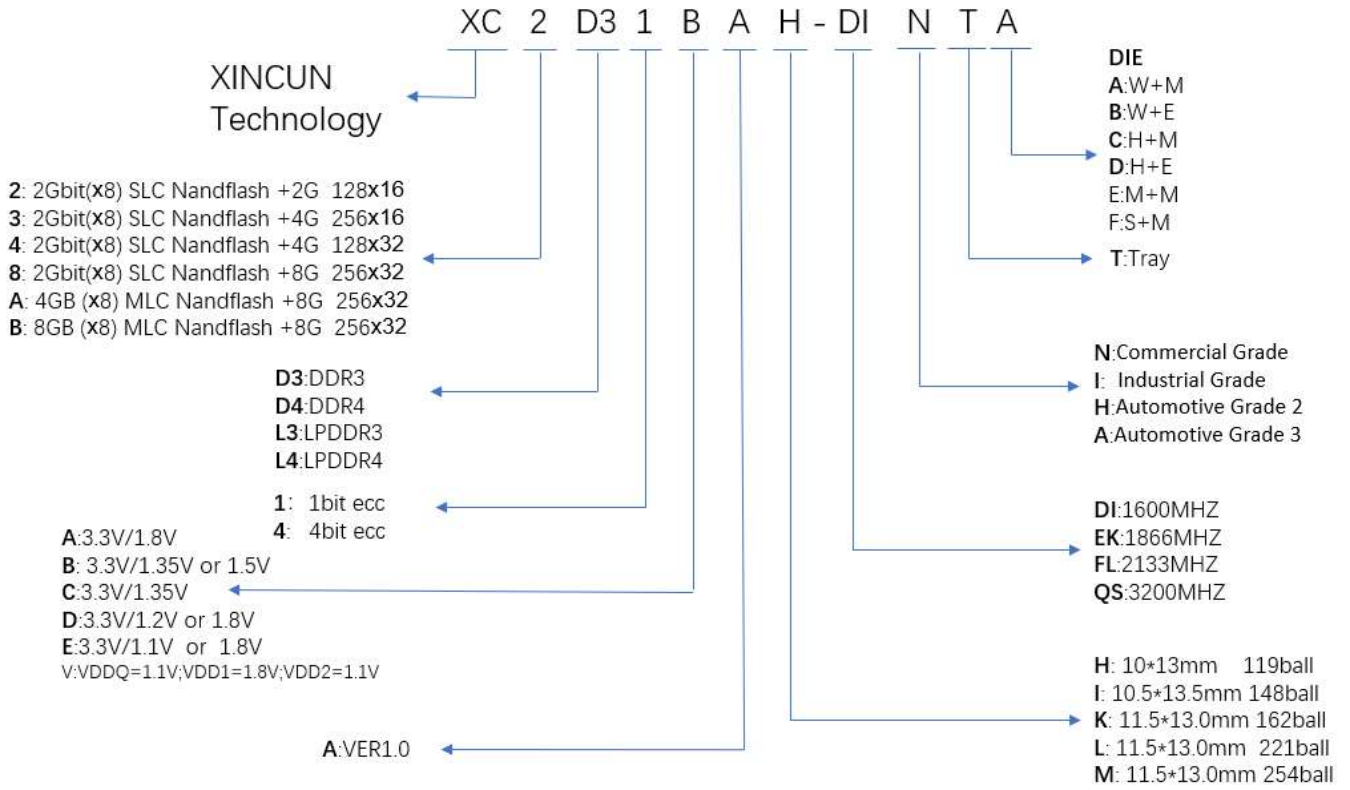 XC 2 D3 1 B A H - DI N T A
XINCUN
Technology
2: 2Gbit(x8) SLC Nandflash +2G 128x16
3: 2Gbit(x8) SLC Nandflash +4G 256x16
4: 2Gbit(x8) SLC Nandflash +4G 128x32
8: 2Gbit(x8) SLC Nandflash +8G 256x32
A: 4GB (x8) MLC Nandflash +8G 256x32
B: 8GB (x8) MLC Nandflash +8G 256x32
D3:DDR3
D4:DDR4
L3:LPDDR3
L4:LPDDR4
1: 1bit ecc
4: 4bit ecc
A:3.3V/1.8V
B: 3.3V/1.35V or 1.5V
C:3.3V/1.35V
D:3.3V/1.2V or 1.8V
E:3.3V/1.1V or 1.8V
V:VDDQ=1.1V;VDD1=1.8V;VDD2=1.1V
A:VER1.0
DIE
A:W+M
B:W+E
C:H+M
D:H+E
E:M+M
F:S+M
T:Tray
N:Commercial Grade
I: Industrial Grade
H:Automotive Grade 2
A:Automotive Grade 3
DI:1600MHZ
EK:1866MHZ
FL:2133MHZ
QS:3200MHZ
H: 10*13mm 119ball
I: 10.5*13.5mm 148ball
K: 11.5*13.0mm 162ball
L: 11.5*13.0mm 221ball
M: 11.5*13.0mm 254ball